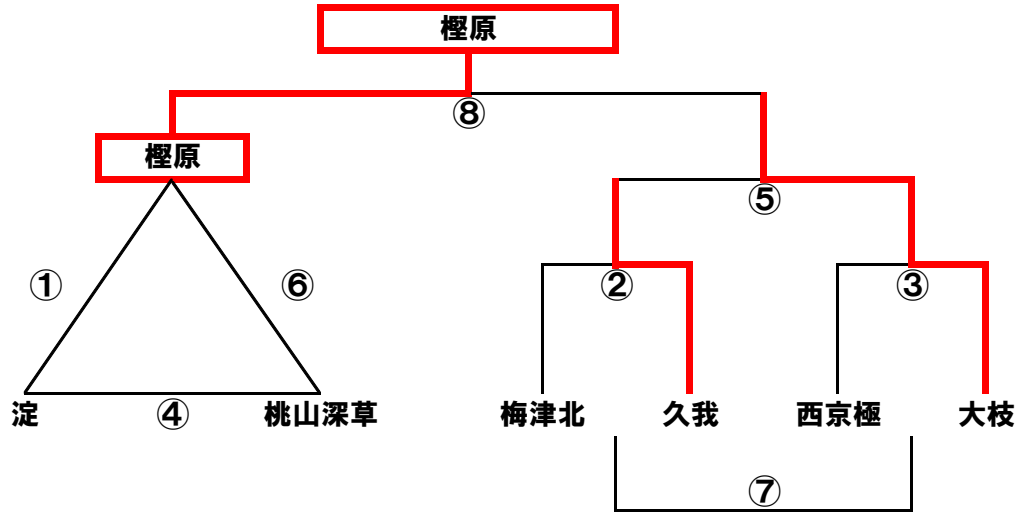 樫原
⑧
樫原
⑤
① ⑥ ② ③
淀 ④ 桃山深草 梅津北 久我 西京極 大枝
⑦